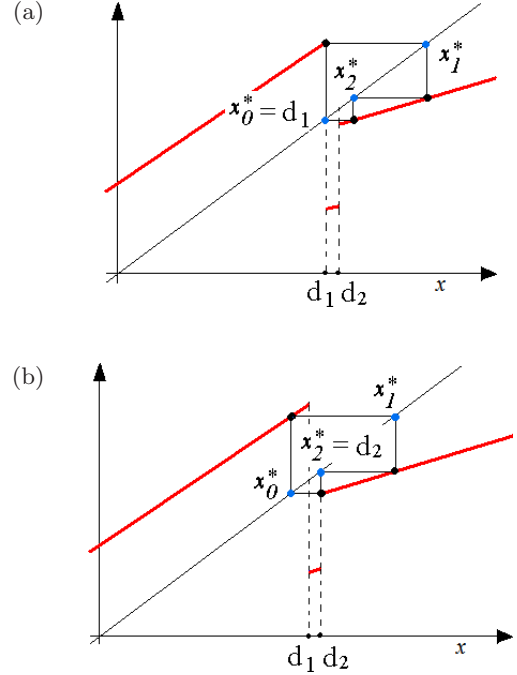 (a)
x*1
x*2
x*0 = d1
d1 d2 x
(b)
x*1
x*2 = d2
x*0
d1 d2 x